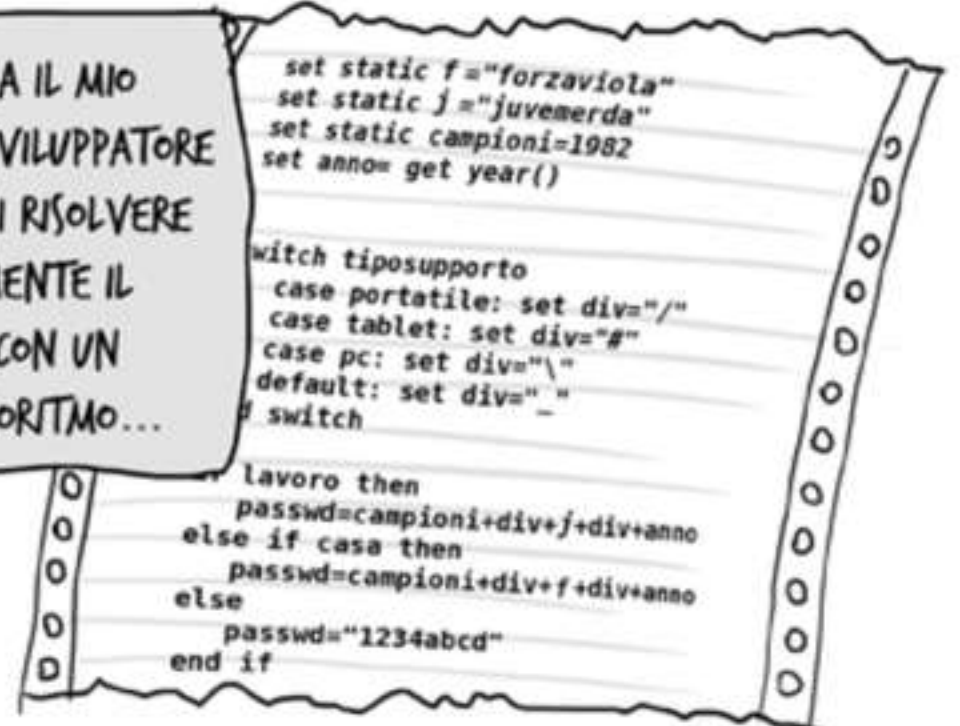 A IL MIO
VILUPPATORE
I RISOLVERE
ENTE IL
CON UN
ORITMO...
set static f="forzaviola"
set static j="juvemerda"
set static campioni=1982
set anno= get year()
witch tiposupporto
case portatile: set div="/"
case tablet: set div="#"
case pc: set div="\"
default: set div="_"
d switch
lavoro then
passwd=campioni+div+j+div+anno
else if casa then
passwd=campioni+div+f+div+anno
else
passwd="1234abcd"
end if